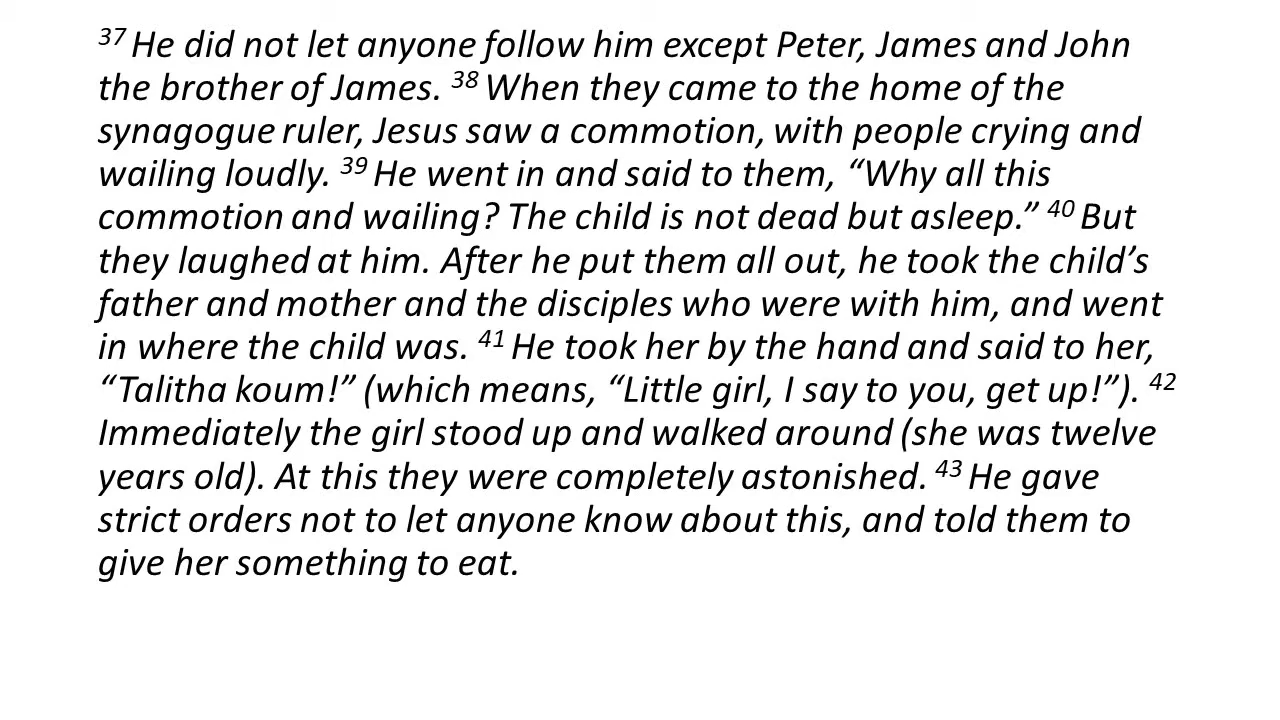 37 He did not let anyone follow him except Peter, James and John
the brother of James. 38 When they came to the home of the
synagogue ruler, Jesus saw a commotion, with people crying and
wailing loudly. 39 He went in and said to them, “Why all this
commotion and wailing? The child is not dead but asleep.” 40 But
they laughed at him. After he put them all out, he took the child’s
father and mother and the disciples who were with him, and went
in where the child was. 41 He took her by the hand and said to her,
“Talitha koum!” (which means, “Little girl, I say to you, get up!”). 42
Immediately the girl stood up and walked around (she was twelve
years old). At this they were completely astonished. 43 He gave
strict orders not to let anyone know about this, and told them to
give her something to eat.